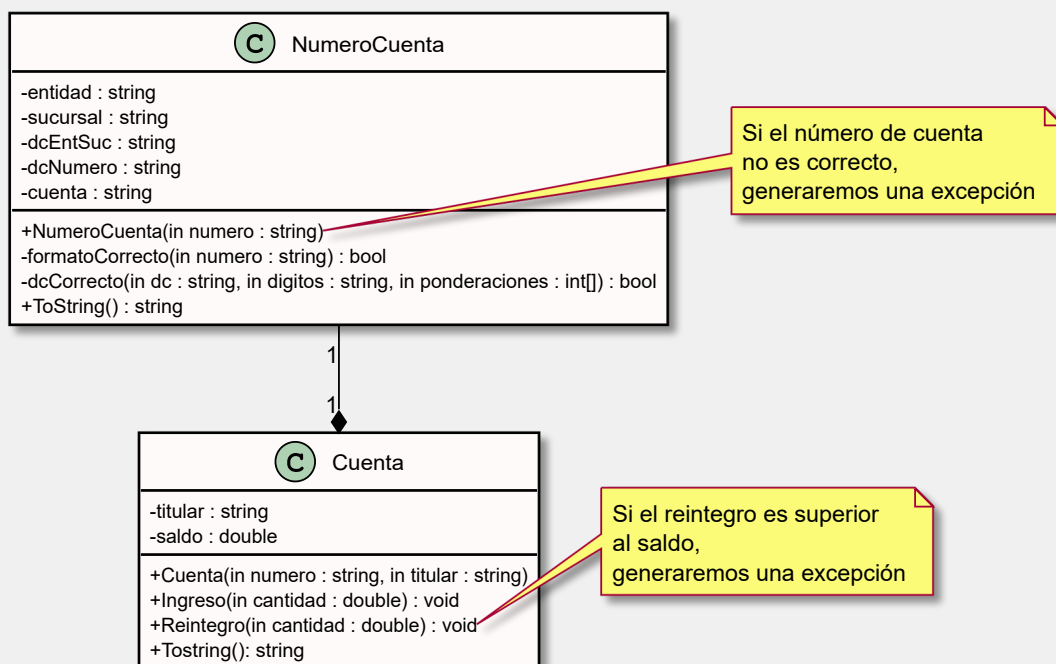 C NumeroCuenta
-entidad : string
-sucursal : string
-dcEntSuc : string
-dcNumero : string
-cuenta : string
+NumeroCuenta(in numero : string)
-formatoCorrecto(in numero : string) : bool
-dcCorrecto(in dc : string, in digitos : string, in ponderaciones : int[]) : bool
+ToString() : string
Si el número de cuenta
no es correcto,
generaremos una excepción
1
1
C Cuenta
-titular : string
-saldo : double
+Cuenta(in numero : string, in titular : string)
+Ingreso(in cantidad : double) : void
+Reintegro(in cantidad : double) : void
+Tostring(): string
Si el reintegro es superior
al saldo,
generaremos una excepción